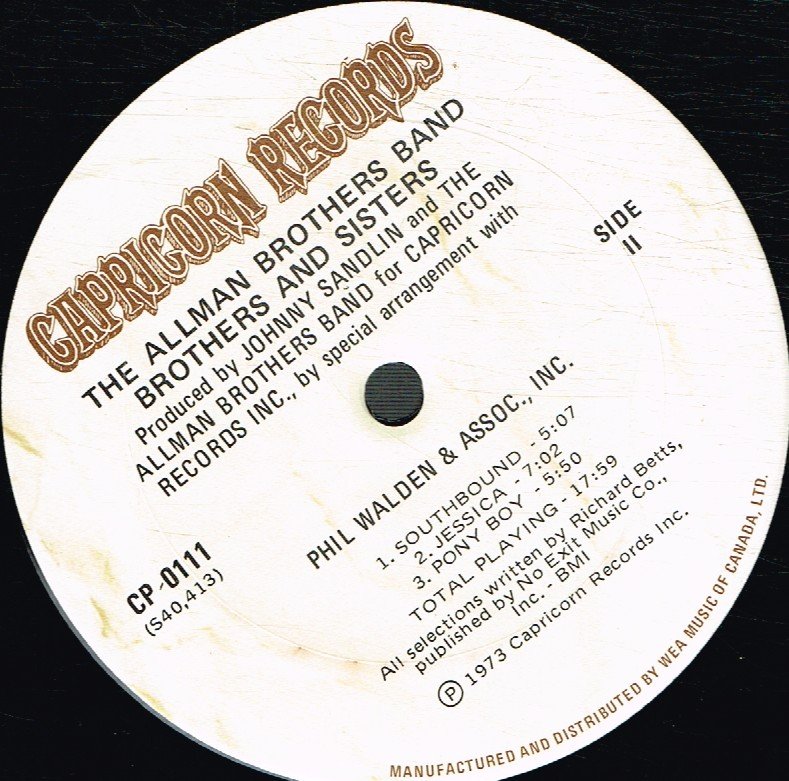 CAPRICORN RECORDS
THE ALLMAN BROTHERS BAND
BROTHERS AND SISTERS
Produced by JOHNNY SANDLIN and THE
ALLMAN BROTHERS BAND for CAPRICORN
RECORDS INC., by special arrangement with
PHIL WALDEN & ASSOC., INC.
SIDE
II
CP-0111
(S40,413)
1. SOUTHBOUND - 5:07
2. JESSICA - 7:02
3. PONY BOY - 5:50
TOTAL PLAYING - 17:59
All selections written by Richard Betts,
published by No Exit Music Co.,
Inc. - BMI
Ⓟ 1973 Capricorn Records Inc.
MANUFACTURED AND DISTRIBUTED BY WEA MUSIC OF CANADA, LTD.